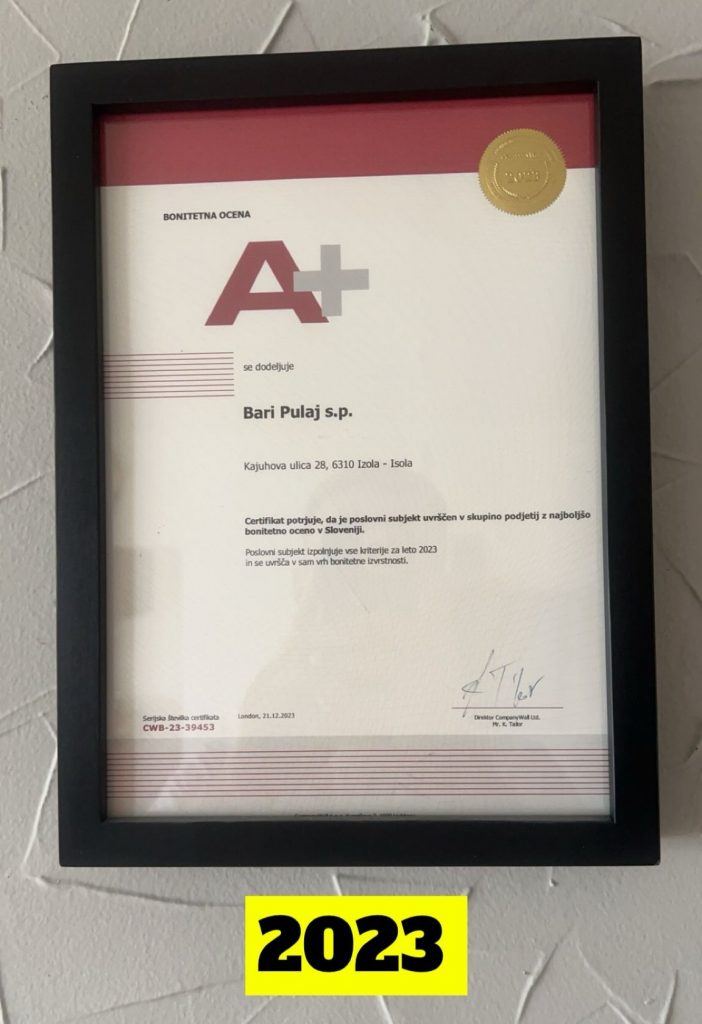 2023
BONITETNA OCENA
A+
se dodeljuje
Bari Pulaj s.p.
Kajuhova ulica 28, 6310 Izola - Isola
Certifikat potrjuje, da je poslovni subjekt uvrščen v skupino podjetij z najboljšo
bonitetno oceno v Sloveniji.
Poslovni subjekt izpolnjuje vse kriterije za leto 2023
in se uvršča v sam vrh bonitetne izvrstnosti.
K Tailor
Serijska številka certifikata
CWB-23-39453
London, 21.12.2023
Direktor CompanyWall Ltd.
Mr. K. Tailor
2023